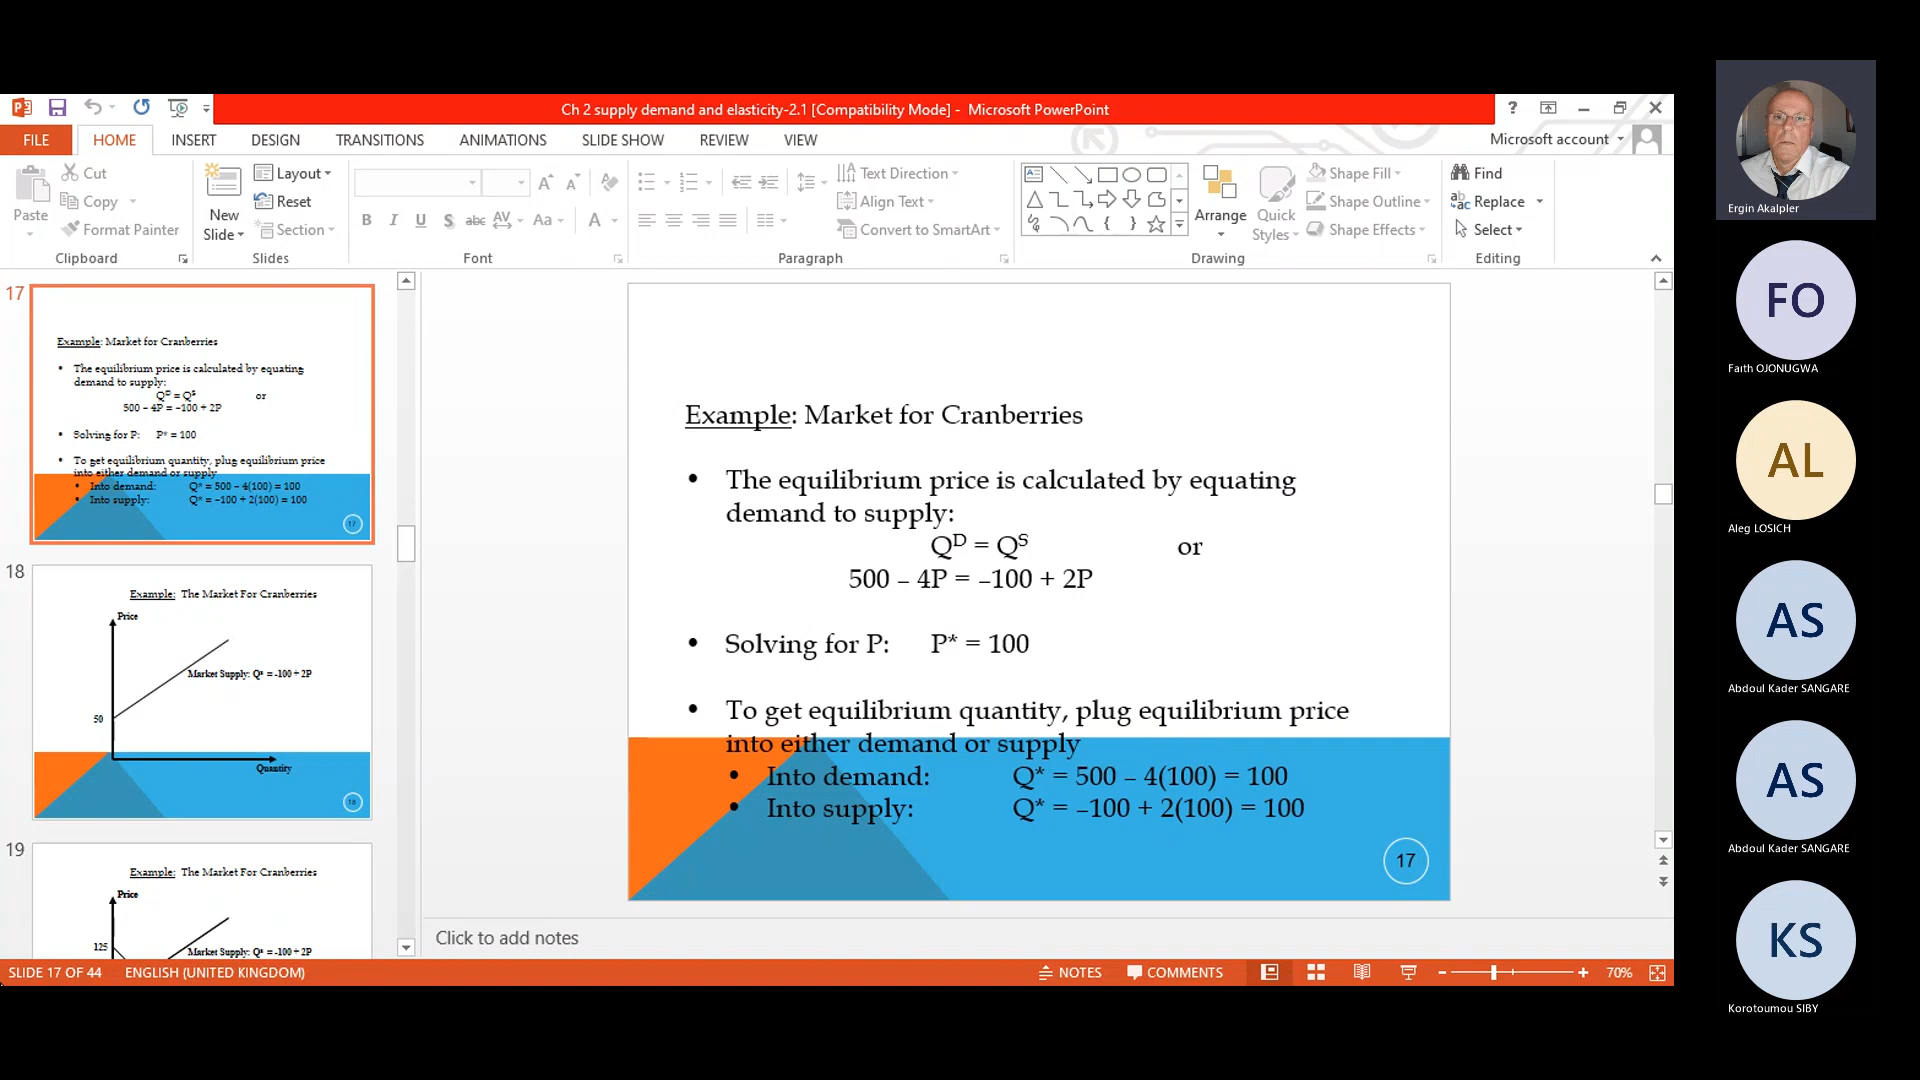 Ch 2 supply demand and elasticity-2.1 [Compatibility Mode] - Microsoft PowerPoint
?
FILE HOME INSERT DESIGN TRANSITIONS ANIMATIONS SLIDE SHOW REVIEW VIEW
Microsoft account
Paste
Cut
Copy
Format Painter
Clipboard
New
Slide
Layout
Reset
Section
Slides
B I U S abc AV Aa A
Font
Text Direction
Align Text
Convert to SmartArt
Paragraph
Arrange
Quick
Styles
Shape Fill
Shape Outline
Shape Effects
Drawing
Find
Replace
Select
Editing
17
Example: Market for Cranberries
• The equilibrium price is calculated by equating
demand to supply:
Qᴰ = Qˢ or
500 – 4P = –100 + 2P
• Solving for P: P* = 100
• To get equilibrium quantity, plug equilibrium price
into either demand or supply
• Into demand: Q* = 500 – 4(100) = 100
• Into supply: Q* = –100 + 2(100) = 100
17
18
Example: The Market For Cranberries
Price
Market Supply: Qˢ = -100 + 2P
50
Quantity
18
19
Example: The Market For Cranberries
Price
125
Market Supply: Qˢ = -100 + 2P
Example: Market for Cranberries
• The equilibrium price is calculated by equating
demand to supply:
Qᴰ = Qˢ or
500 – 4P = –100 + 2P
• Solving for P: P* = 100
• To get equilibrium quantity, plug equilibrium price
into either demand or supply
• Into demand: Q* = 500 – 4(100) = 100
• Into supply: Q* = –100 + 2(100) = 100
17
Click to add notes
SLIDE 17 OF 44 ENGLISH (UNITED KINGDOM)
NOTES COMMENTS
70%
Ergin Akalpler
FO
Faith OJONUGWA
AL
Aleg LOSICH
AS
Abdoul Kader SANGARE
AS
Abdoul Kader SANGARE
KS
Korotoumou SIBY